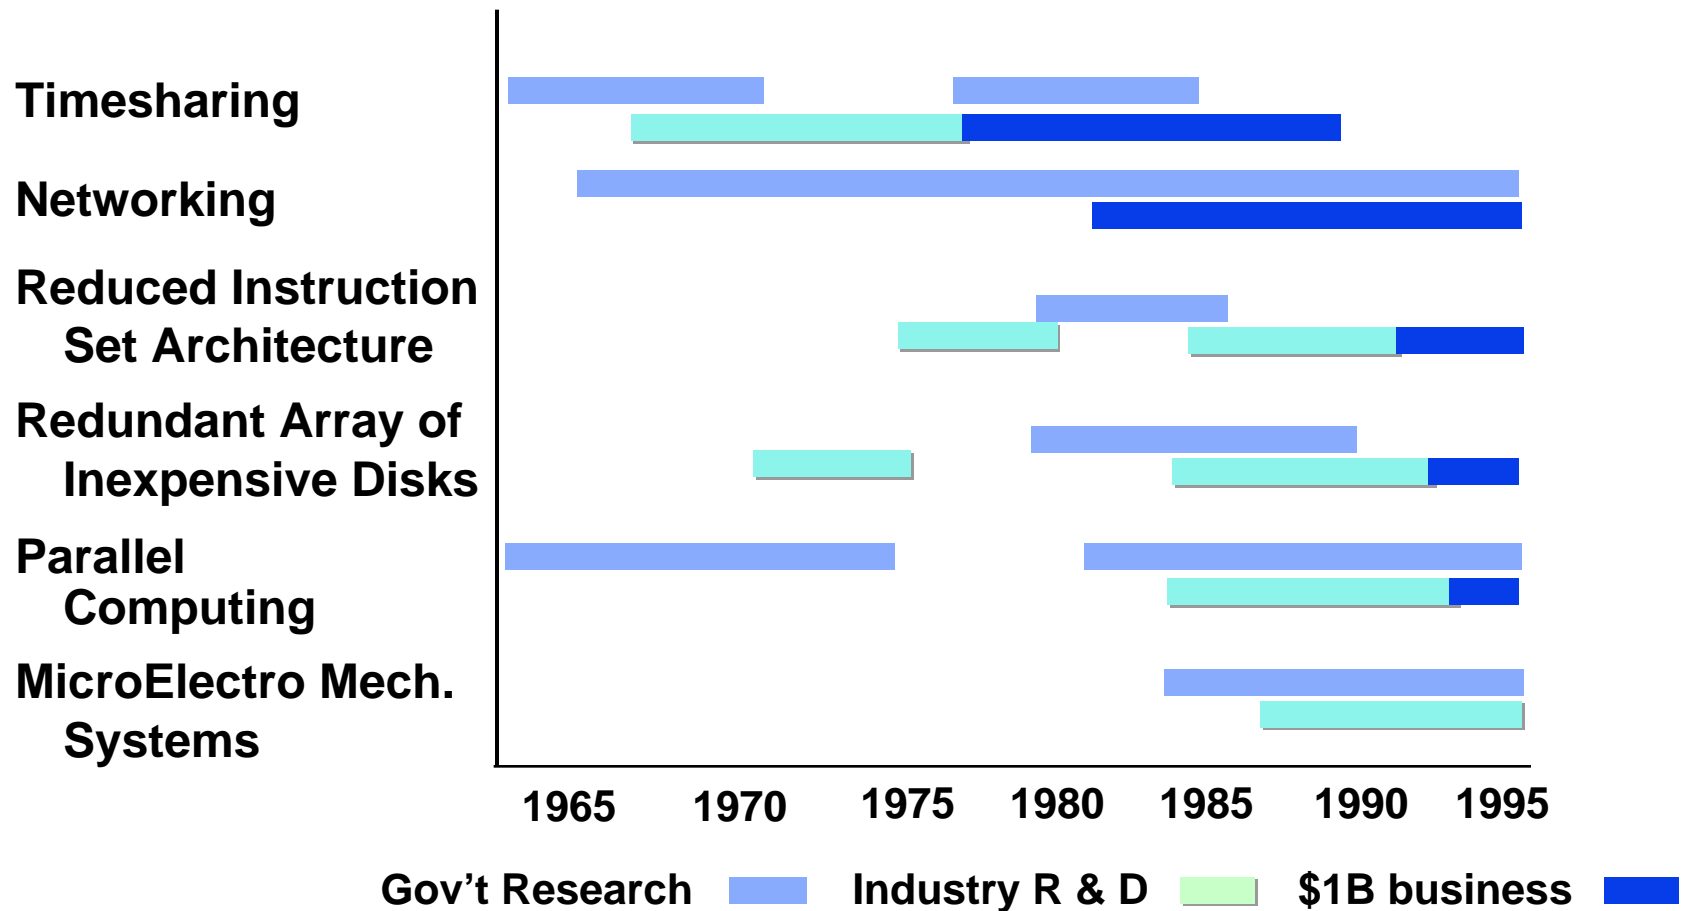 Timesharing
Networking
Reduced Instruction
Set Architecture
Redundant Array of
Inexpensive Disks
Parallel
Computing
MicroElectro Mech.
Systems
1965 1970 1975 1980 1985 1990 1995
Gov't Research Industry R & D $1B business